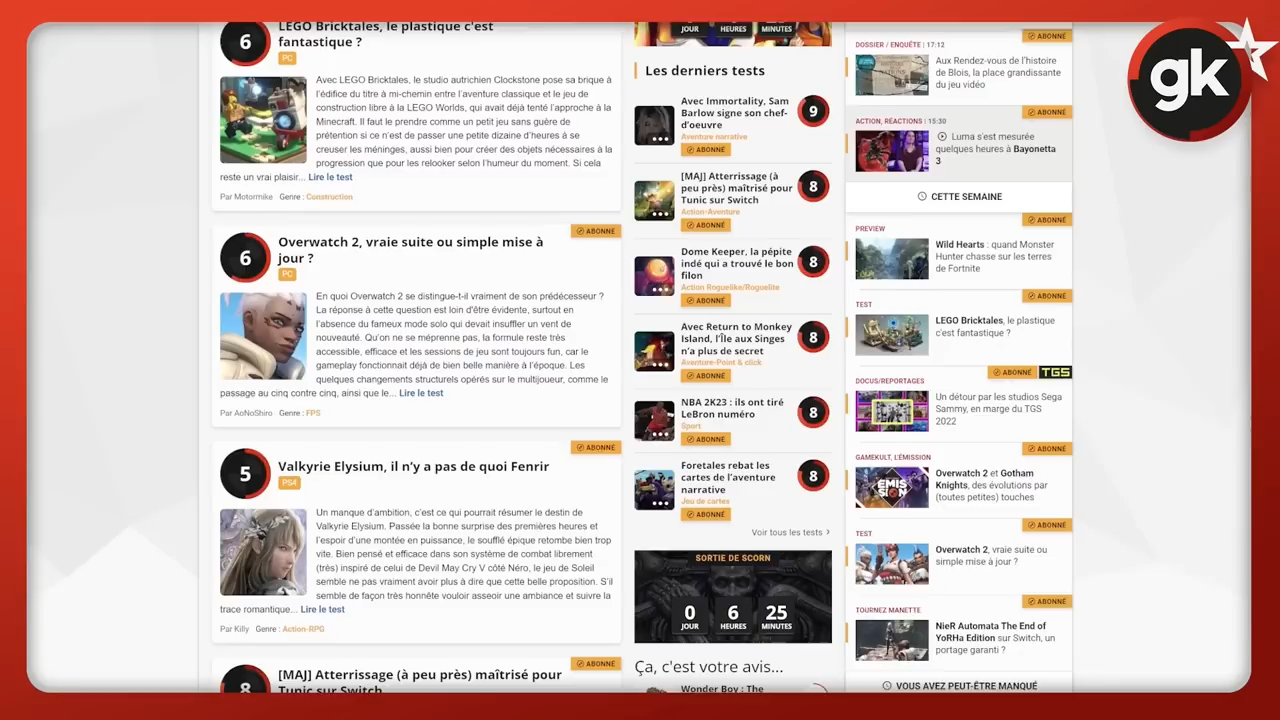 6
LEGO Bricktales, le plastique c'est
fantastique ?
PC
Avec LEGO Bricktales, le studio autrichien Clockstone pose sa brique à
l'édifice du titre à mi-chemin entre l'aventure classique et le jeu de
construction libre à la LEGO Worlds, qui avait déjà tenté l'approche à la
Minecraft. Il faut le prendre comme un petit jeu sans gueule de
prétention si ce n'est de passer une petite dizaine d'heures à se
creuser les méninges, aussi bien pour créer des objets nécessaires à la
progression que pour les relooker selon l'humeur du moment. Si cela
reste un vrai plaisir... Lire le test
Par Motormike Genre : Construction
ABONNÉ
6
Overwatch 2, vraie suite ou simple mise à
jour ?
PC
En quoi Overwatch 2 se distingue-t-il vraiment de son prédécesseur ?
La réponse à cette question est loin d'être évidente, surtout en
l'absence du fameux mode solo qui devait insuffler un vent de
nouveauté. Qu'on ne se méprenne pas, la formule reste très
accessible, efficace et les sessions de jeu sont toujours fun, car le
gameplay fonctionnait déjà de bien belle manière à l'époque. Les
quelques changements structurels opérés sur le multijoueur, comme le
passage au cinq contre cinq, ainsi que le... Lire le test
Par AoNoShiro Genre : FPS
ABONNÉ
5
Valkyrie Elysium, il n'y a pas de quoi Fenrir
PS4
Un manque d'ambition, c'est ce qui pourrait résumer le destin de
Valkyrie Elysium. Passée la bonne surprise des premières heures et
l'espoir d'une montée en puissance, le soufflé épique retombe bien trop
vite. Bien pensé et efficace dans son système de combat librement
(très) inspiré de celui de Devil May Cry V côté Néro, le jeu de Soleil
semble ne pas vraiment avoir plus à dire que cette belle proposition. S'il
semble de façon très honnête vouloir asseoir une ambiance et suivre la
trace romantique... Lire le test
Par Killy Genre : Action-RPG
ABONNÉ
8
[MAJ] Atterrissage (à peu près) maîtrisé pour
Tunic sur Switch
JOUR HEURES MINUTES
Les derniers tests
Avec Immortality, Sam
Barlow signe son chef-
d'oeuvre
9
Aventure narrative
ABONNÉ
[MAJ] Atterrissage (à
peu près) maîtrisé pour
Tunic sur Switch
8
Action-Aventure
ABONNÉ
Dome Keeper, la pépite
indé qui a trouvé le bon
filon
8
Action Roguelike/Roguelite
ABONNÉ
Avec Return to Monkey
Island, l'Île aux Singes
n'a plus de secret
8
Aventure-Point & click
ABONNÉ
NBA 2K23 : ils ont tiré
LeBron numéro
8
Sport
ABONNÉ
Foretales rebat les
cartes de l'aventure
narrative
8
Jeu de cartes
ABONNÉ
Voir tous les tests >
SORTIE DE SCORN
0 6 25
JOUR HEURES MINUTES
Ça, c'est votre avis...
Wonder Boy : The
ABONNÉ
DOSSIER / ENQUÊTE | 17:12
Aux Rendez-vous de l'histoire
de Blois, la place grandissante
du jeu vidéo
ABONNÉ
ACTION, RÉACTIONS | 15:30
Luma s'est mesurée
quelques heures à Bayonetta
3
CETTE SEMAINE
ABONNÉ
PREVIEW
Wild Hearts : quand Monster
Hunter chasse sur les terres
de Fortnite
ABONNÉ
TEST
LEGO Bricktales, le plastique
c'est fantastique ?
ABONNÉ TGS
DOCUS/REPORTAGES
Un détour par les studios Sega
Sammy, en marge du TGS
2022
ABONNÉ
GAMEKULT, L'ÉMISSION
EMISSION
Overwatch 2 et Gotham
Knights, des évolutions par
(toutes petites) touches
ABONNÉ
TEST
Overwatch 2, vraie suite ou
simple mise à jour ?
ABONNÉ
TOURNEZ MANETTE
NieR Automata The End of
YoRHa Edition sur Switch, un
portage garanti ?
VOUS AVEZ PEUT-ÊTRE MANQUÉ
gk